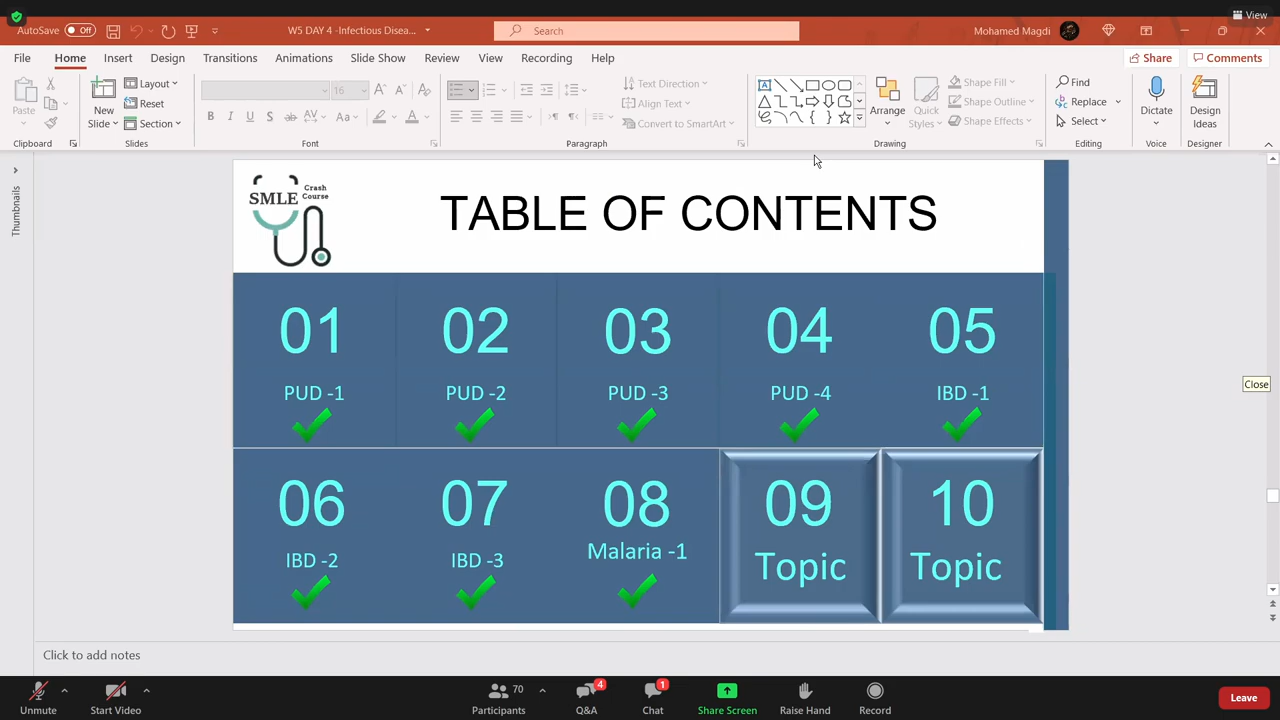 View
AutoSave Off
W5 DAY 4 -Infectious Disea...
Search
Mohamed Magdi
File Home Insert Design Transitions Animations Slide Show Review View Recording Help
Share Comments
Paste
New Slide
Layout
Reset
Section
16
Text Direction
Align Text
Convert to SmartArt
Arrange
Quick Styles
Shape Fill
Shape Outline
Shape Effects
Find
Replace
Select
Dictate
Design Ideas
Clipboard Slides Font Paragraph Drawing Editing Voice Designer
Thumbnails
SMLE Crash Course
TABLE OF CONTENTS
01 02 03 04 05
PUD -1 PUD -2 PUD -3 PUD -4 IBD -1
Close
06 07 08 09 10
IBD -2 IBD -3 Malaria -1 Topic Topic
Click to add notes
70 4 1
Unmute Start Video Participants Q&A Chat Share Screen Raise Hand Record
Leave